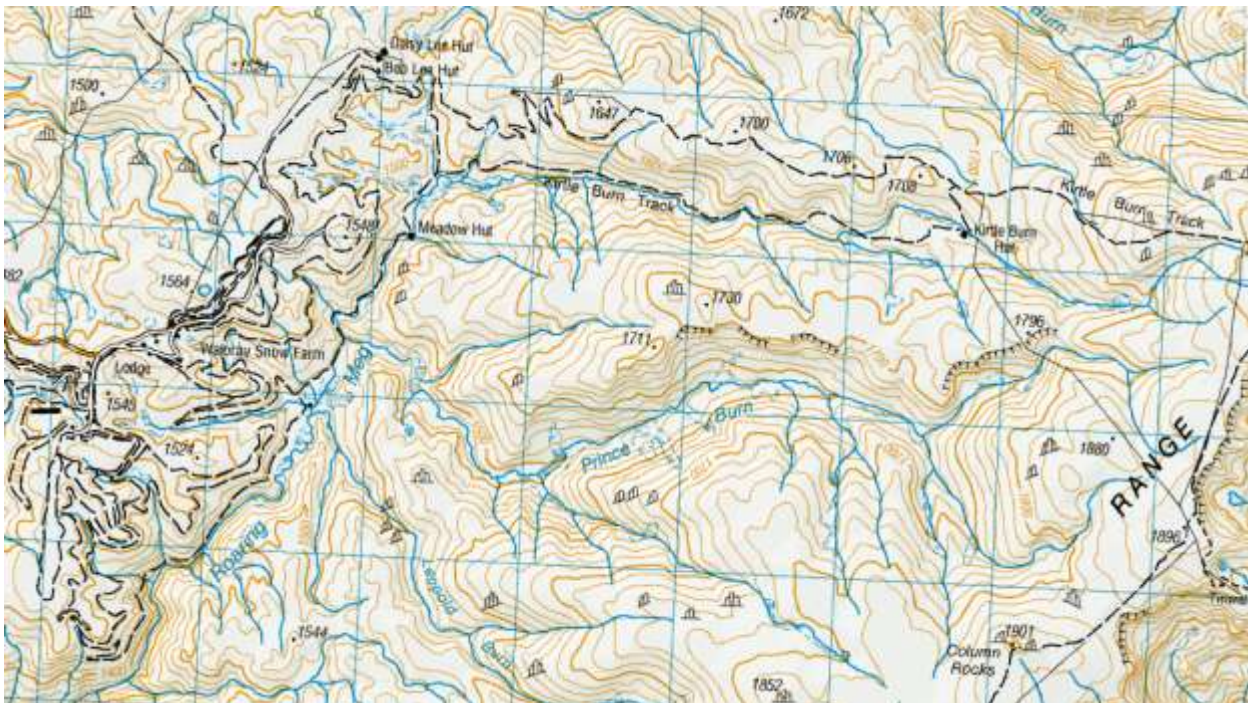 1672
Burn
Daisy Lee Hut
Bob Lee Hut
1524
1500
1647
1700
1706
1708
Kirtle Burn Track
Kirtle Burn Track
1548
Meadow Hut
Kirtle Burn
Hut
1564
1730
1796
1711
Waiorau Snow Farm
Lodge
Meg
1549
Prince Burn
1524
1880
RANGE
Roaring
1896
1544
Burn
1901
Column
Rocks
1852